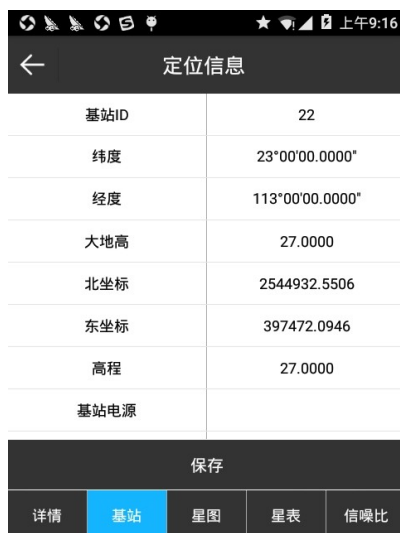 上午9:16
定位信息
基站ID 22
纬度 23°00'00.0000"
经度 113°00'00.0000"
大地高 27.0000
北坐标 2544932.5506
东坐标 397472.0946
高程 27.0000
基站电源
保存
详情 基站 星图 星表 信噪比